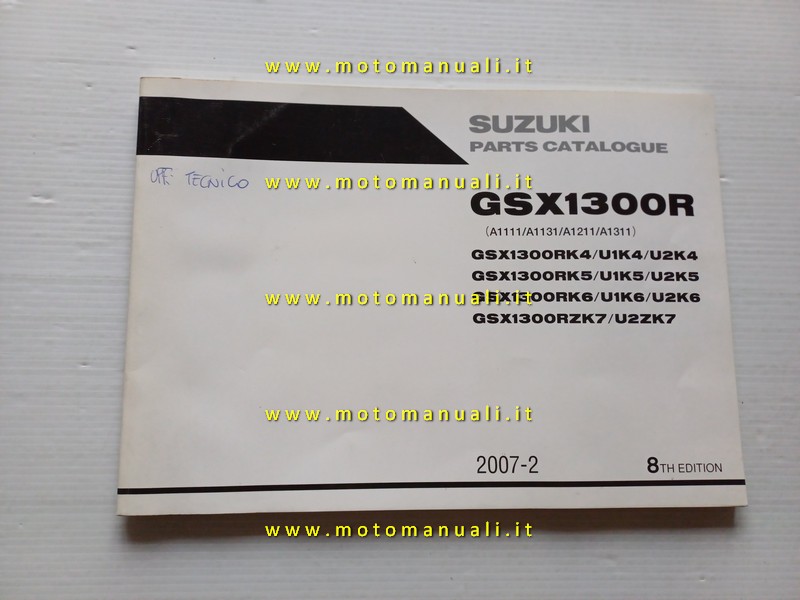 www.motomanuali.it
SUZUKI
PARTS CATALOGUE
UFF. TECNICO
www.motomanuali.it
GSX1300R
(A1111/A1131/A1211/A1311)
GSX1300RK4/U1K4/U2K4
GSX1300RK5/U1K5/U2K5
www.motomanuali.it
GSX1300RK6/U1K6/U2K6
GSX1300RZK7/U2ZK7
www.motomanuali.it
2007-2
8TH EDITION
www.motomanuali.it